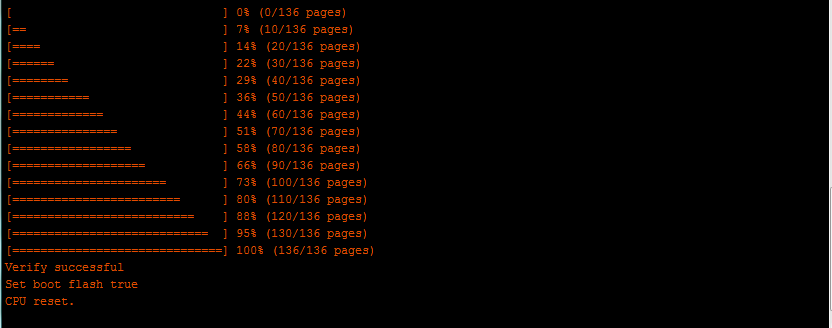 [                              ] 0% (0/136 pages)
[==                            ] 7% (10/136 pages)
[====                          ] 14% (20/136 pages)
[======                        ] 22% (30/136 pages)
[========                      ] 29% (40/136 pages)
[===========                   ] 36% (50/136 pages)
[=============                 ] 44% (60/136 pages)
[===============               ] 51% (70/136 pages)
[=================             ] 58% (80/136 pages)
[===================           ] 66% (90/136 pages)
[======================        ] 73% (100/136 pages)
[========================      ] 80% (110/136 pages)
[==========================    ] 88% (120/136 pages)
[============================  ] 95% (130/136 pages)
[==============================] 100% (136/136 pages)
Verify successful
Set boot flash true
CPU reset.